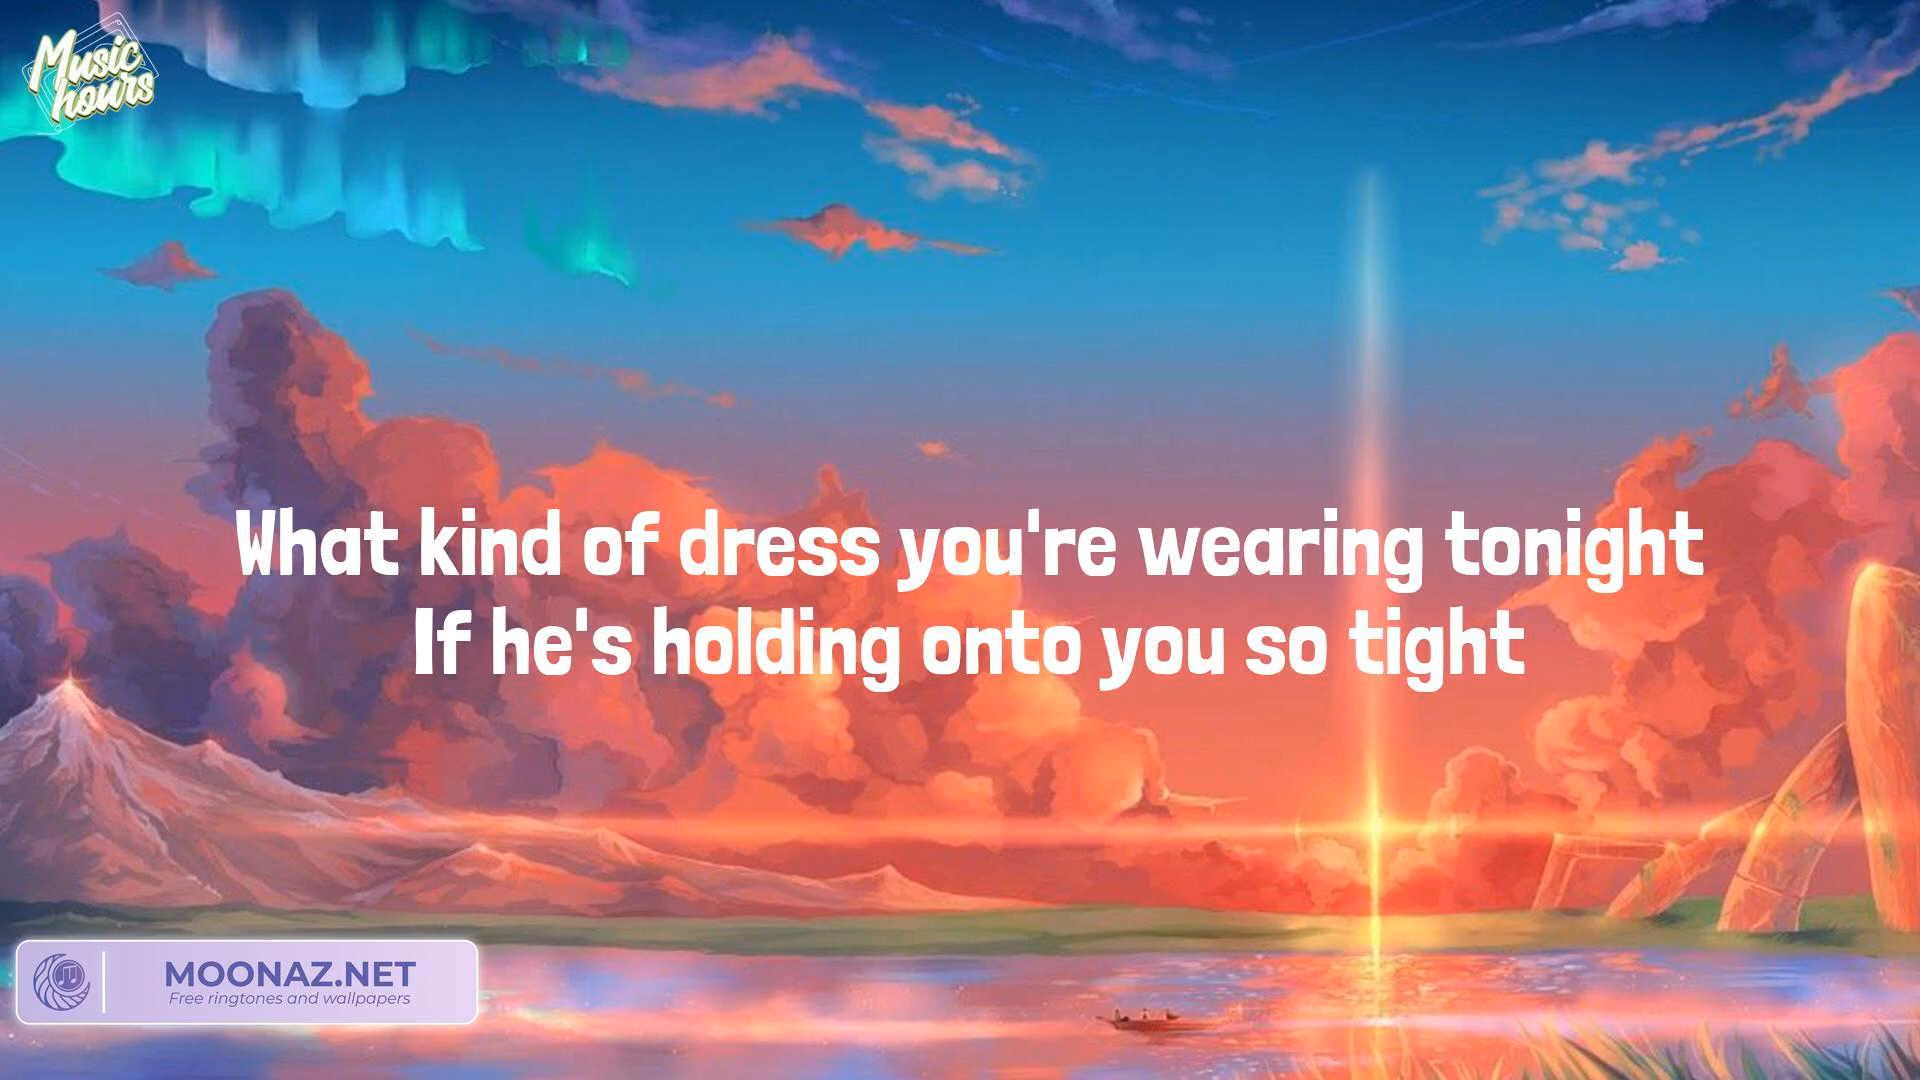 Music
hours
What kind of dress you're wearing tonight
If he's holding onto you so tight
MOONAZ.NET
Free ringtones and wallpapers